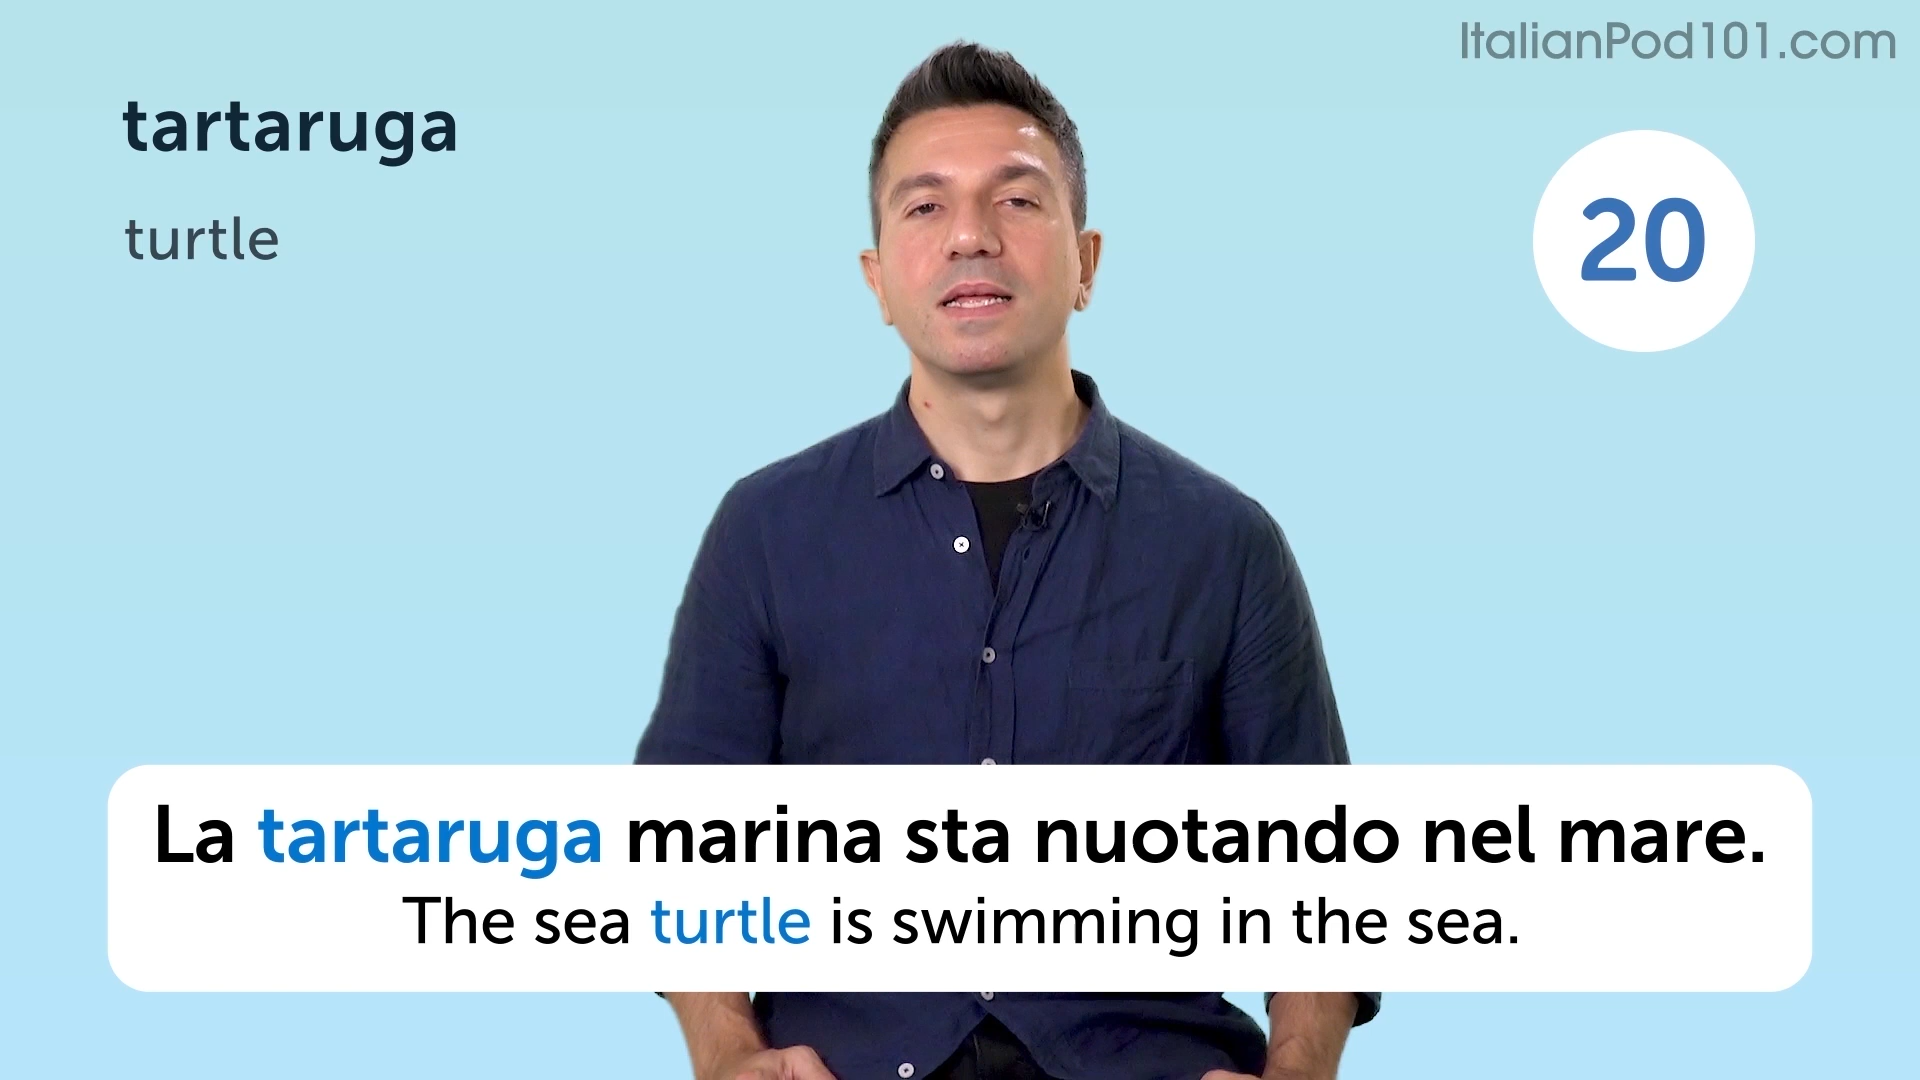 ItalianPod101.com
tartaruga
turtle
20
La tartaruga marina sta nuotando nel mare.
The sea turtle is swimming in the sea.